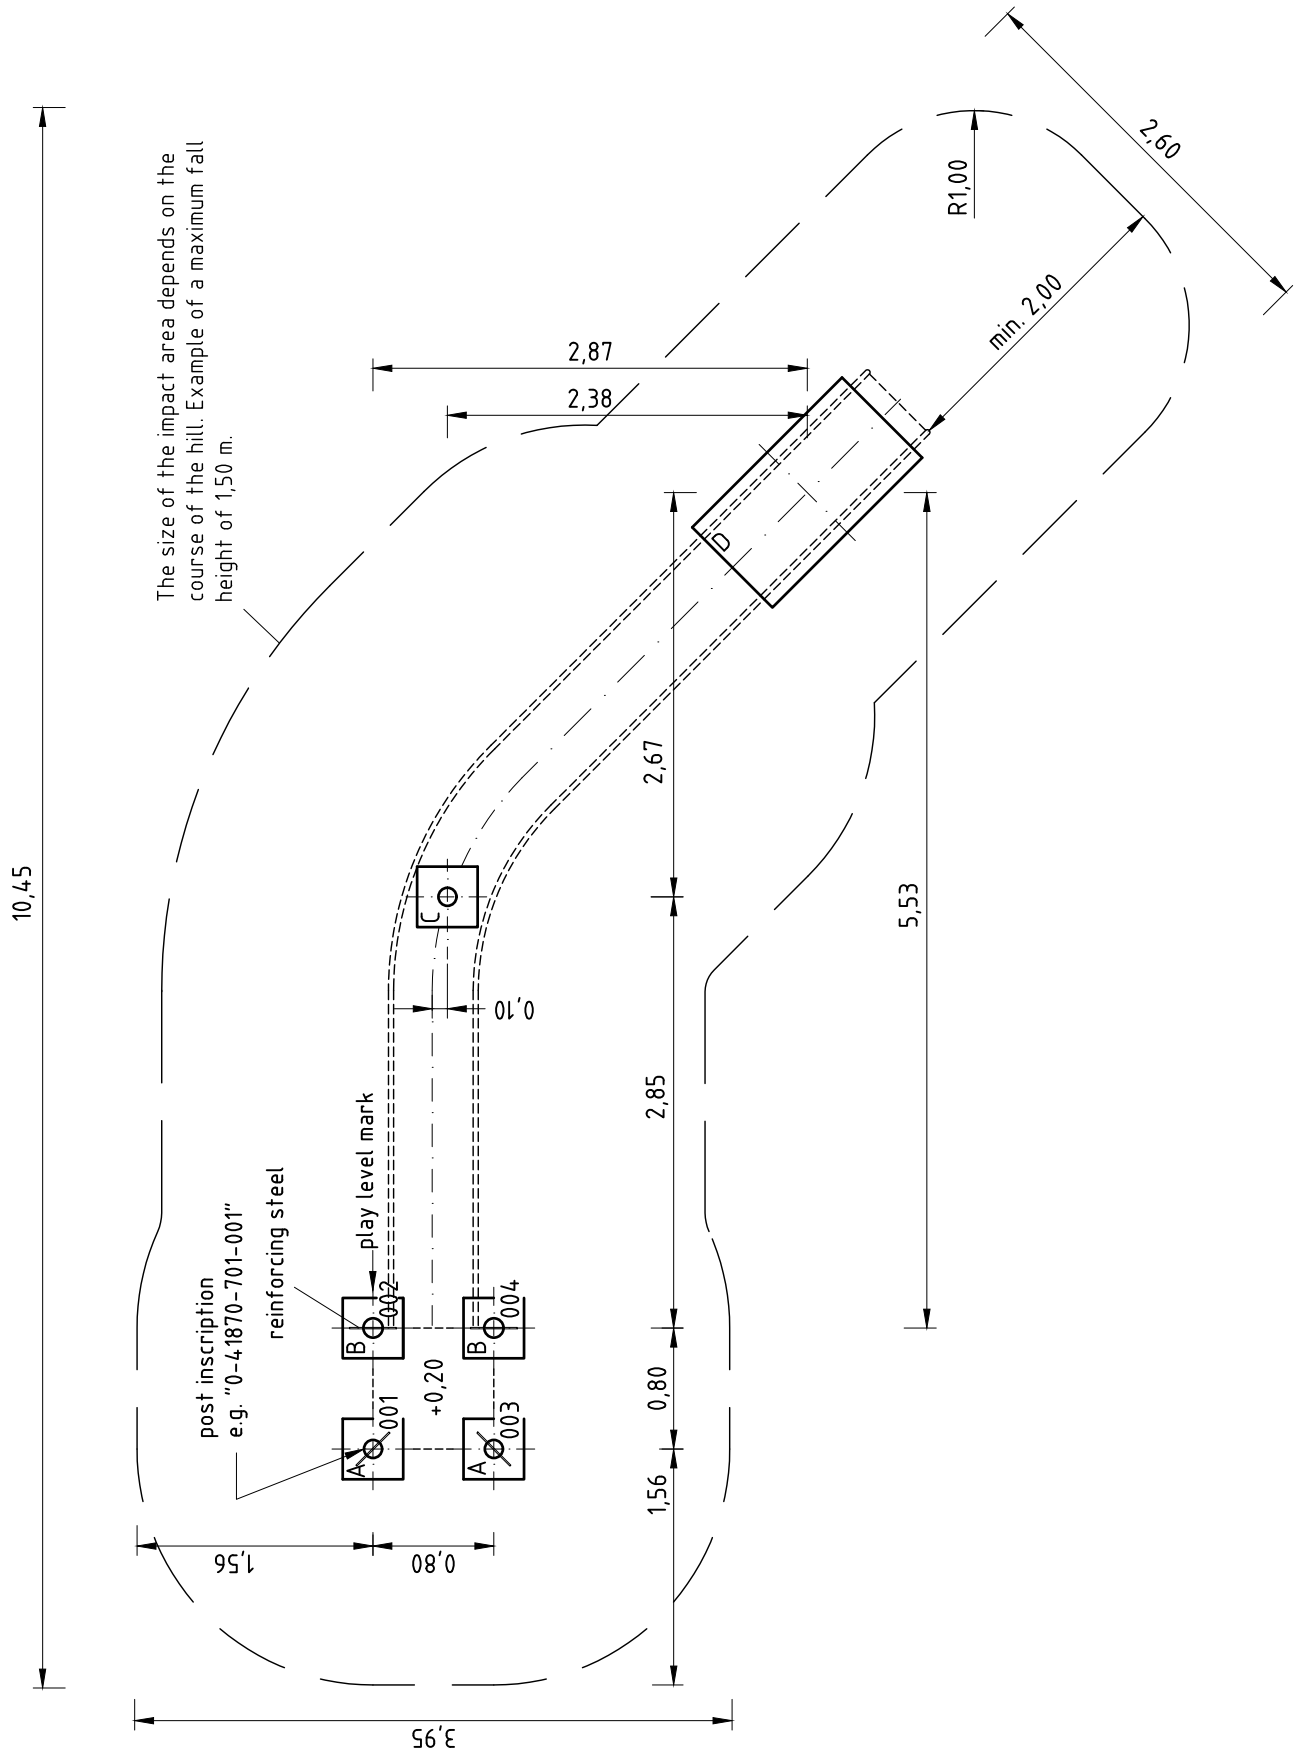 10,45
The size of the impact area depends on the
course of the hill. Example of a maximum fall
height of 1,50 m.
2,60
R1,00
min. 2,00
2,87
2,38
D
2,67
5,53
C
0,10
2,85
play level mark
reinforcing steel
post inscription
e.g. "0-41870-701-001"
B
002
B
004
+0,20
0,80
A
001
A
003
1,56
1,56
0,80
3,95